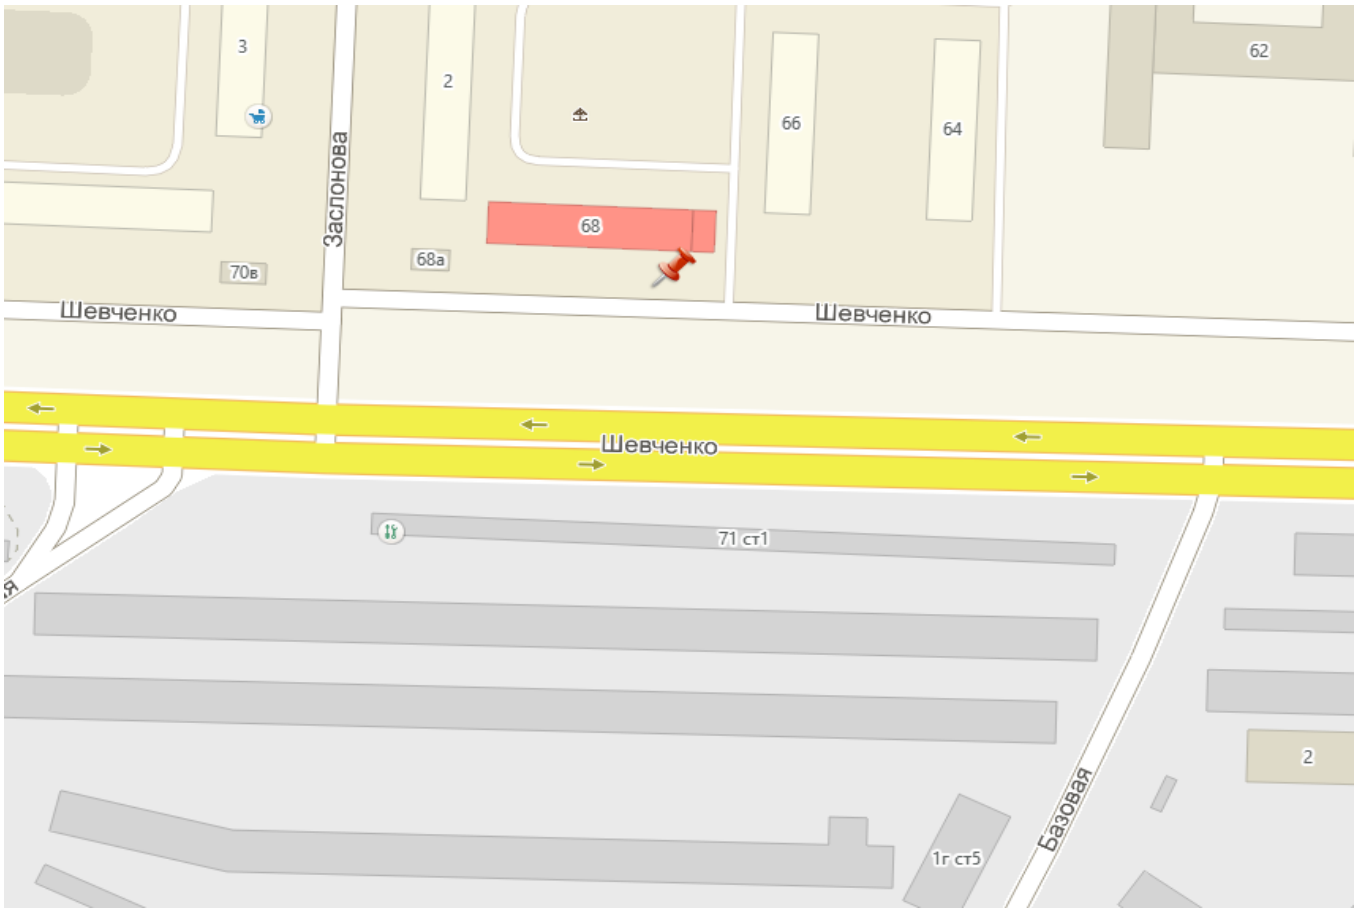 3
2
62
66
64
Заслонова
68
68а
70в
Шевченко
Шевченко
Шевченко
71 ст1
я
2
Базовая
1г ст5